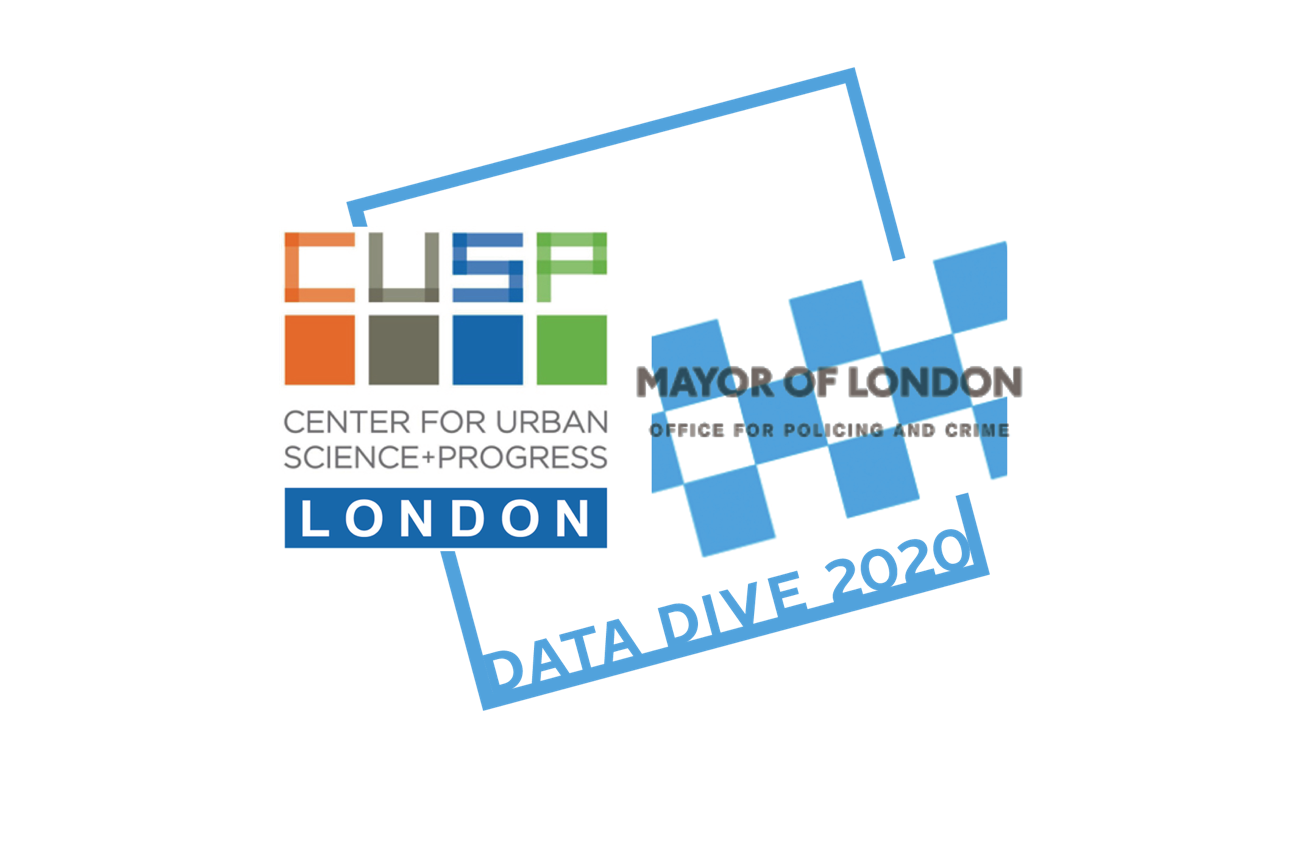 CUSP
CENTER FOR URBAN
SCIENCE+PROGRESS
LONDON
MAYOR OF LONDON
OFFICE FOR POLICING AND CRIME
DATA DIVE 2020